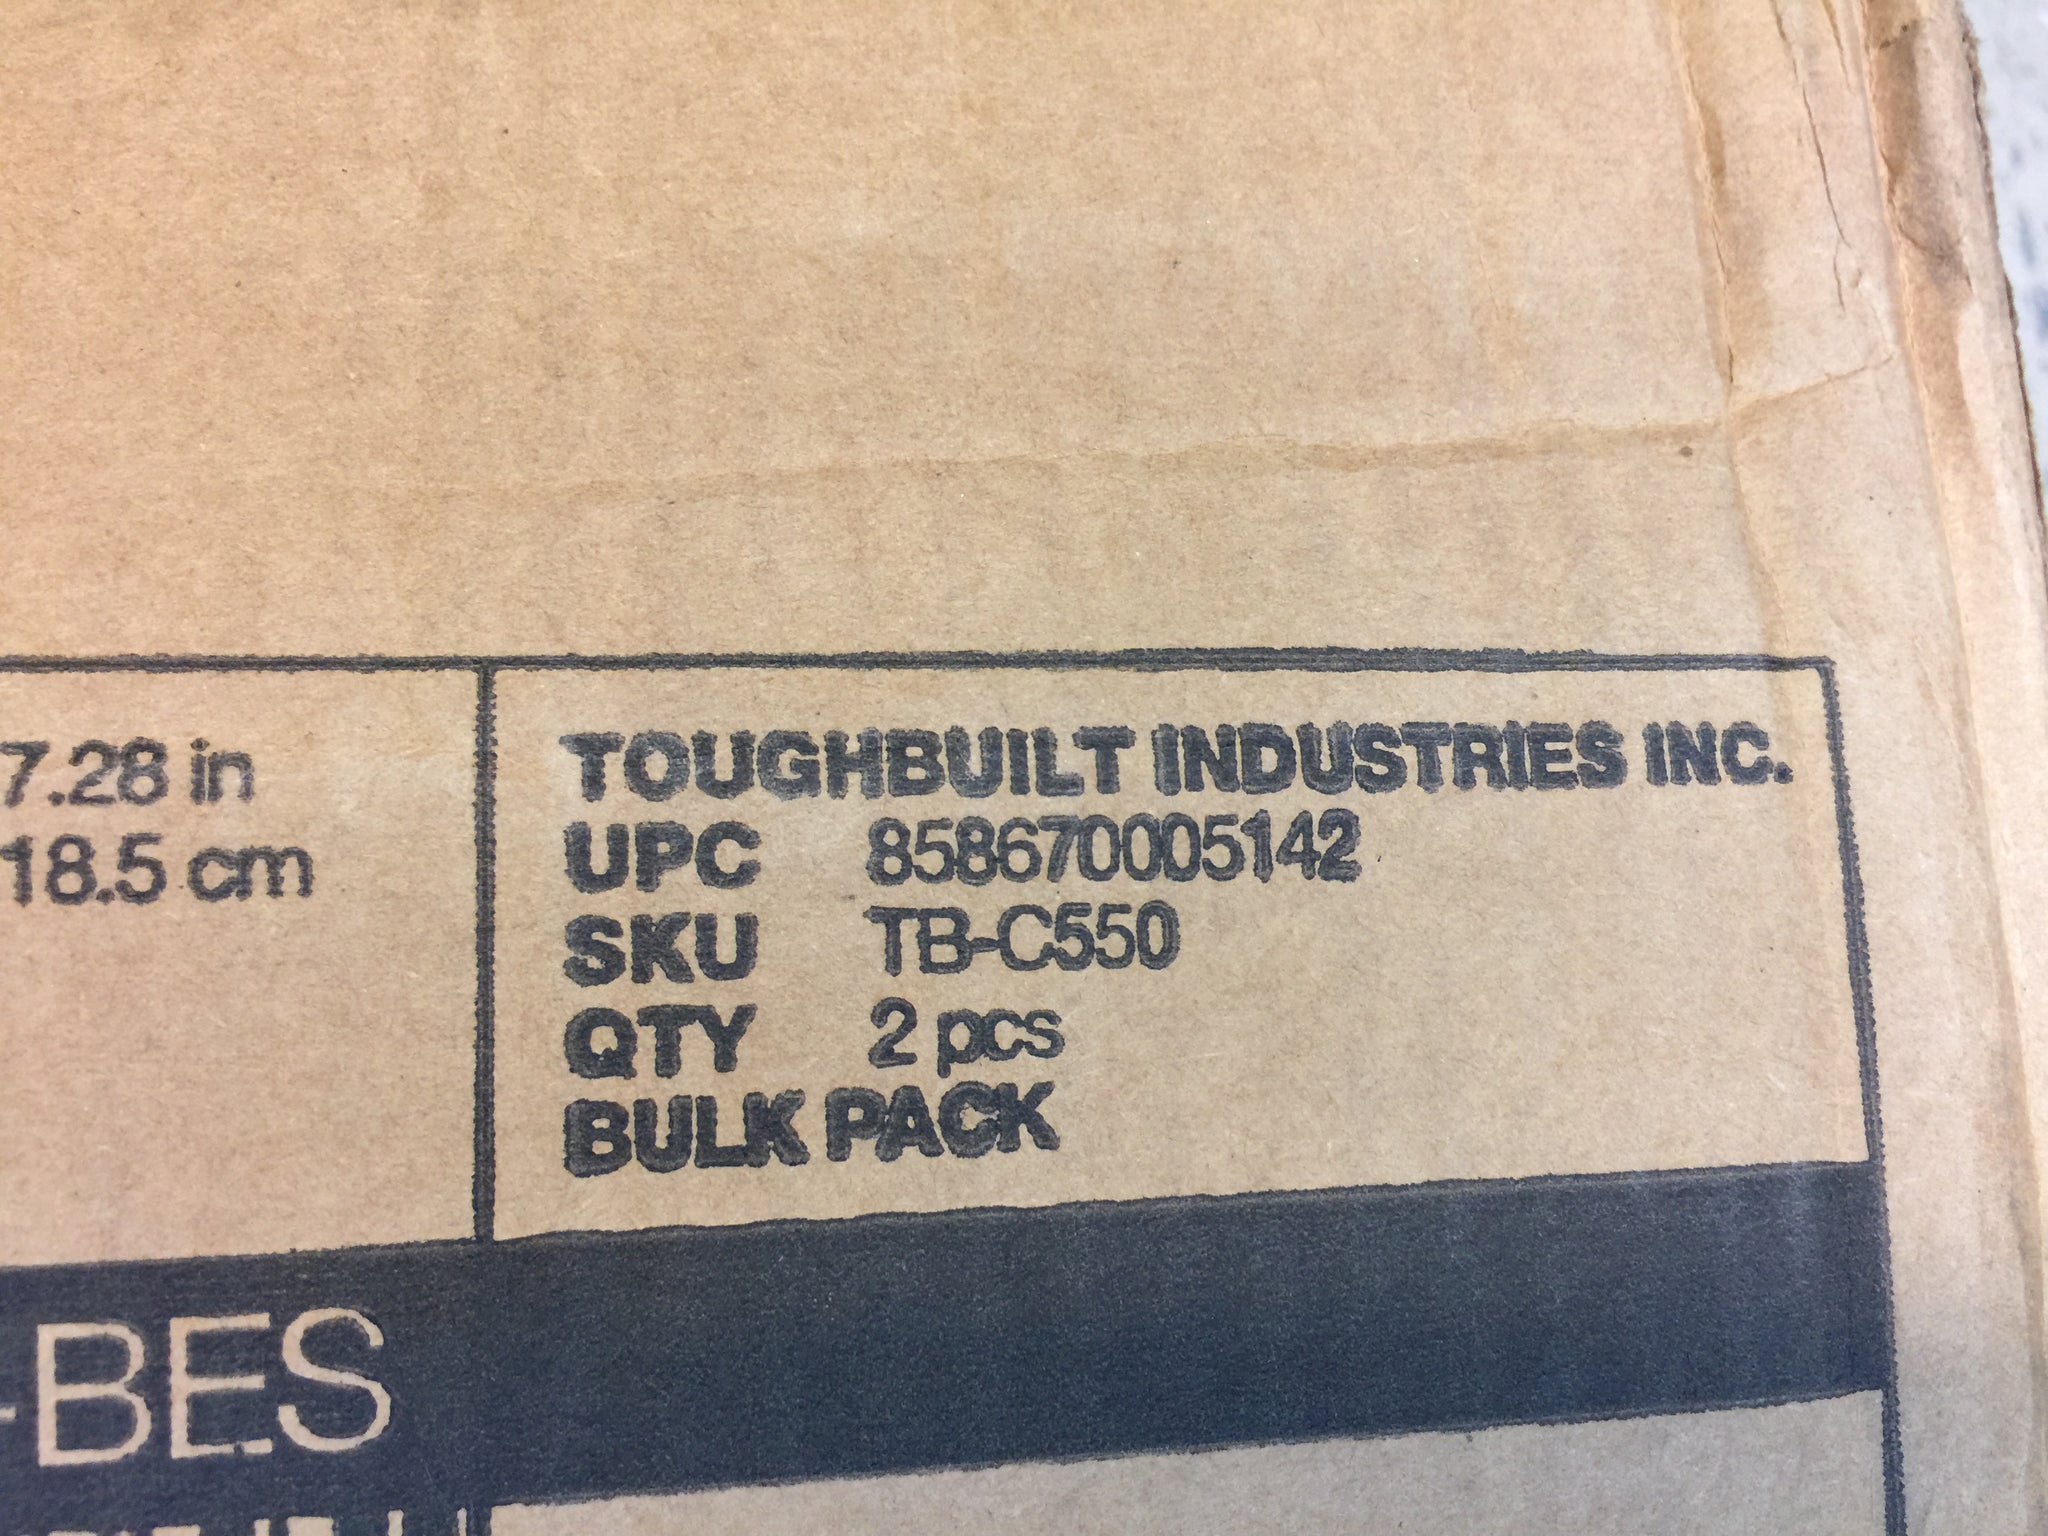 7.28 in
18.5 cm
TOUGHBUILT INDUSTRIES INC.
UPC 858670005142
SKU TB-C550
QTY 2 pcs
BULK PACK
-BES